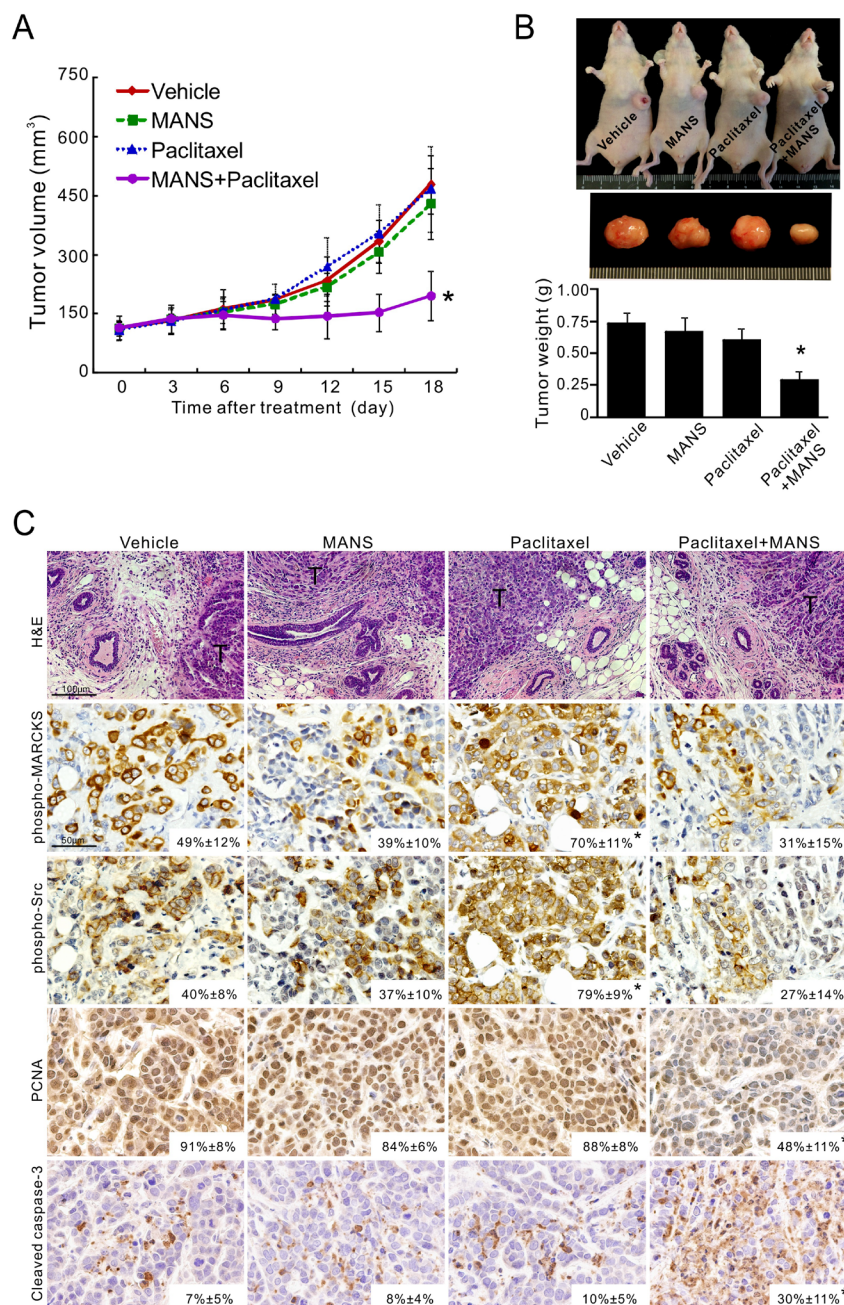 A
Tumor volume (mm³)
750
600
450
300
150
0
Vehicle
MANS
Paclitaxel
MANS+Paclitaxel
*
0 3 6 9 12 15 18
Time after treatment (day)
B
Vehicle
MANS
Paclitaxel
Paclitaxel
+MANS
Tumor weight (g)
1.00
0.75
0.50
0.25
0
*
Vehicle
MANS
Paclitaxel
Paclitaxel
+MANS
C
Vehicle MANS Paclitaxel Paclitaxel+MANS
H&E
T T T T
100μm
phospho-MARCKS
50μm
49%±12% 39%±10% 70%±11%* 31%±15%
phospho-Src
40%±8% 37%±10% 79%±9%* 27%±14%
PCNA
91%±8% 84%±6% 88%±8% 48%±11%*
Cleaved caspase-3
7%±5% 8%±4% 10%±5% 30%±11%*